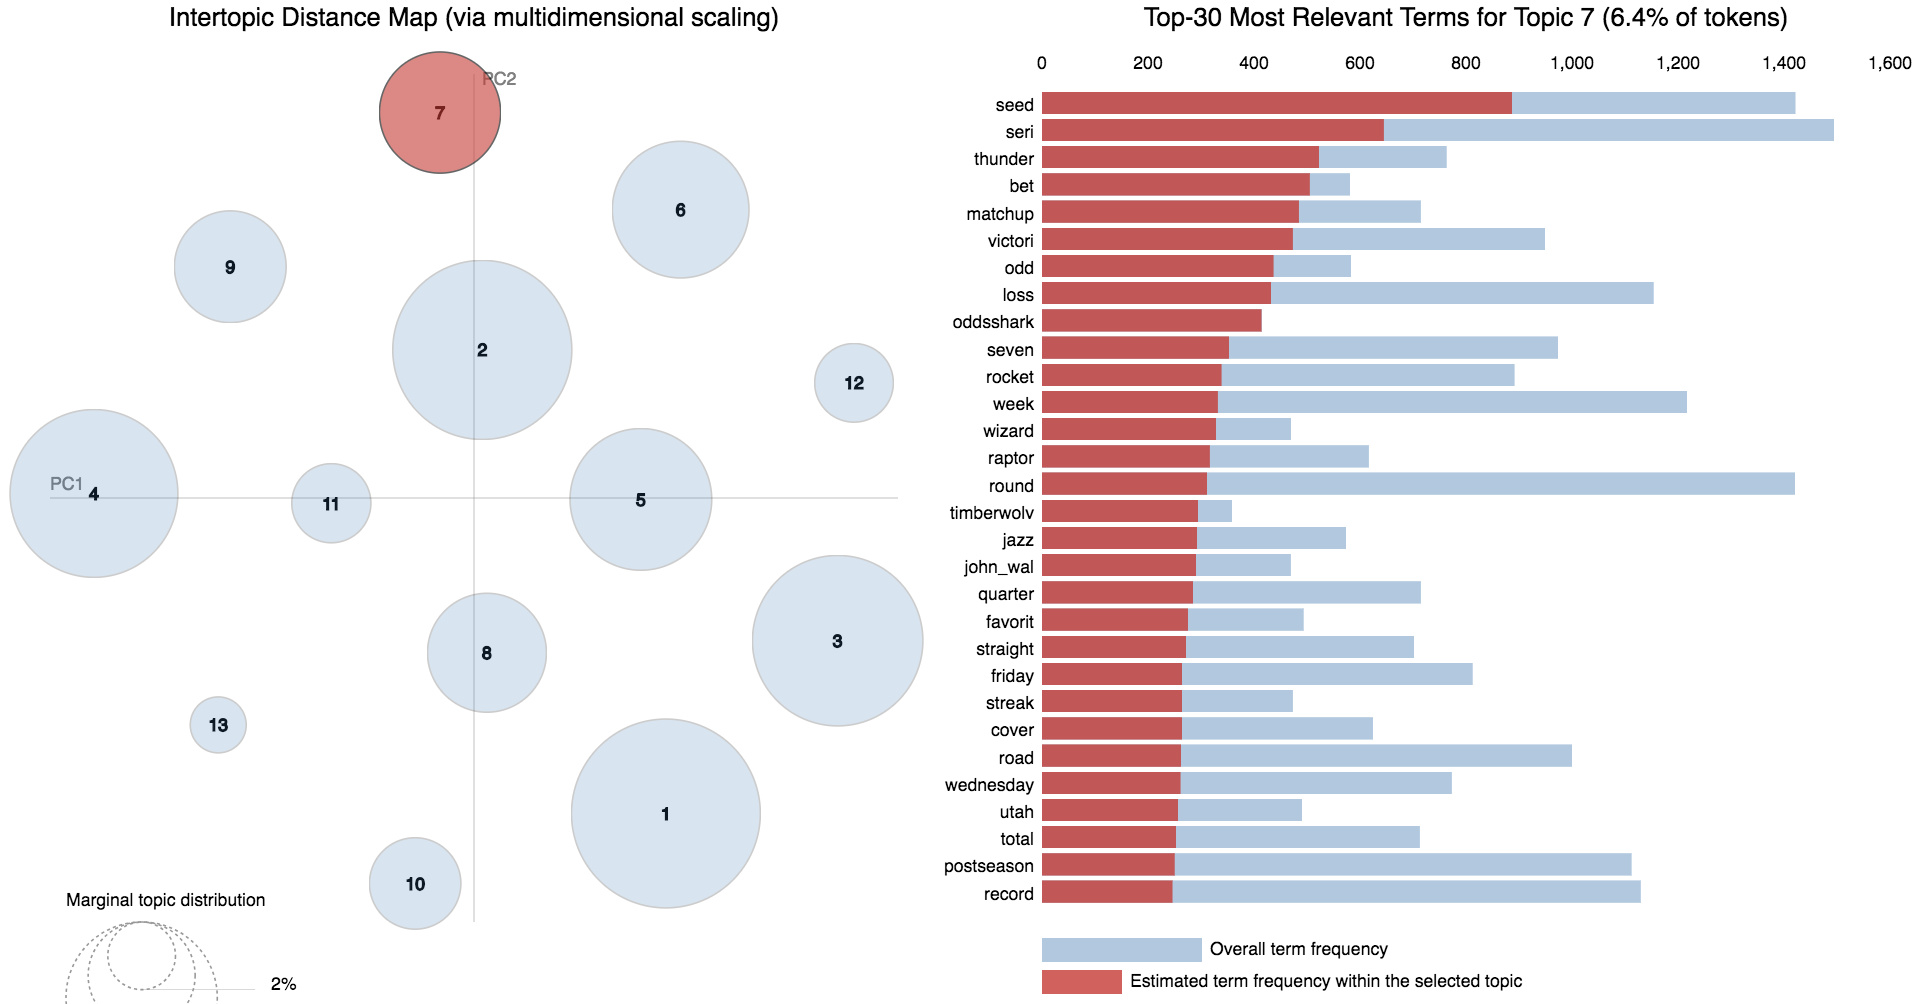 Intertopic Distance Map (via multidimensional scaling)
PC2
7
6
9
2
12
PC1
4
11
5
8
3
13
1
10
Marginal topic distribution
2%
Top-30 Most Relevant Terms for Topic 7 (6.4% of tokens)
0 200 400 600 800 1,000 1,200 1,400 1,600
seed
seri
thunder
bet
matchup
victori
odd
loss
oddsshark
seven
rocket
week
wizard
raptor
round
timberwolv
jazz
john_wal
quarter
favorit
straight
friday
streak
cover
road
wednesday
utah
total
postseason
record
Overall term frequency
Estimated term frequency within the selected topic